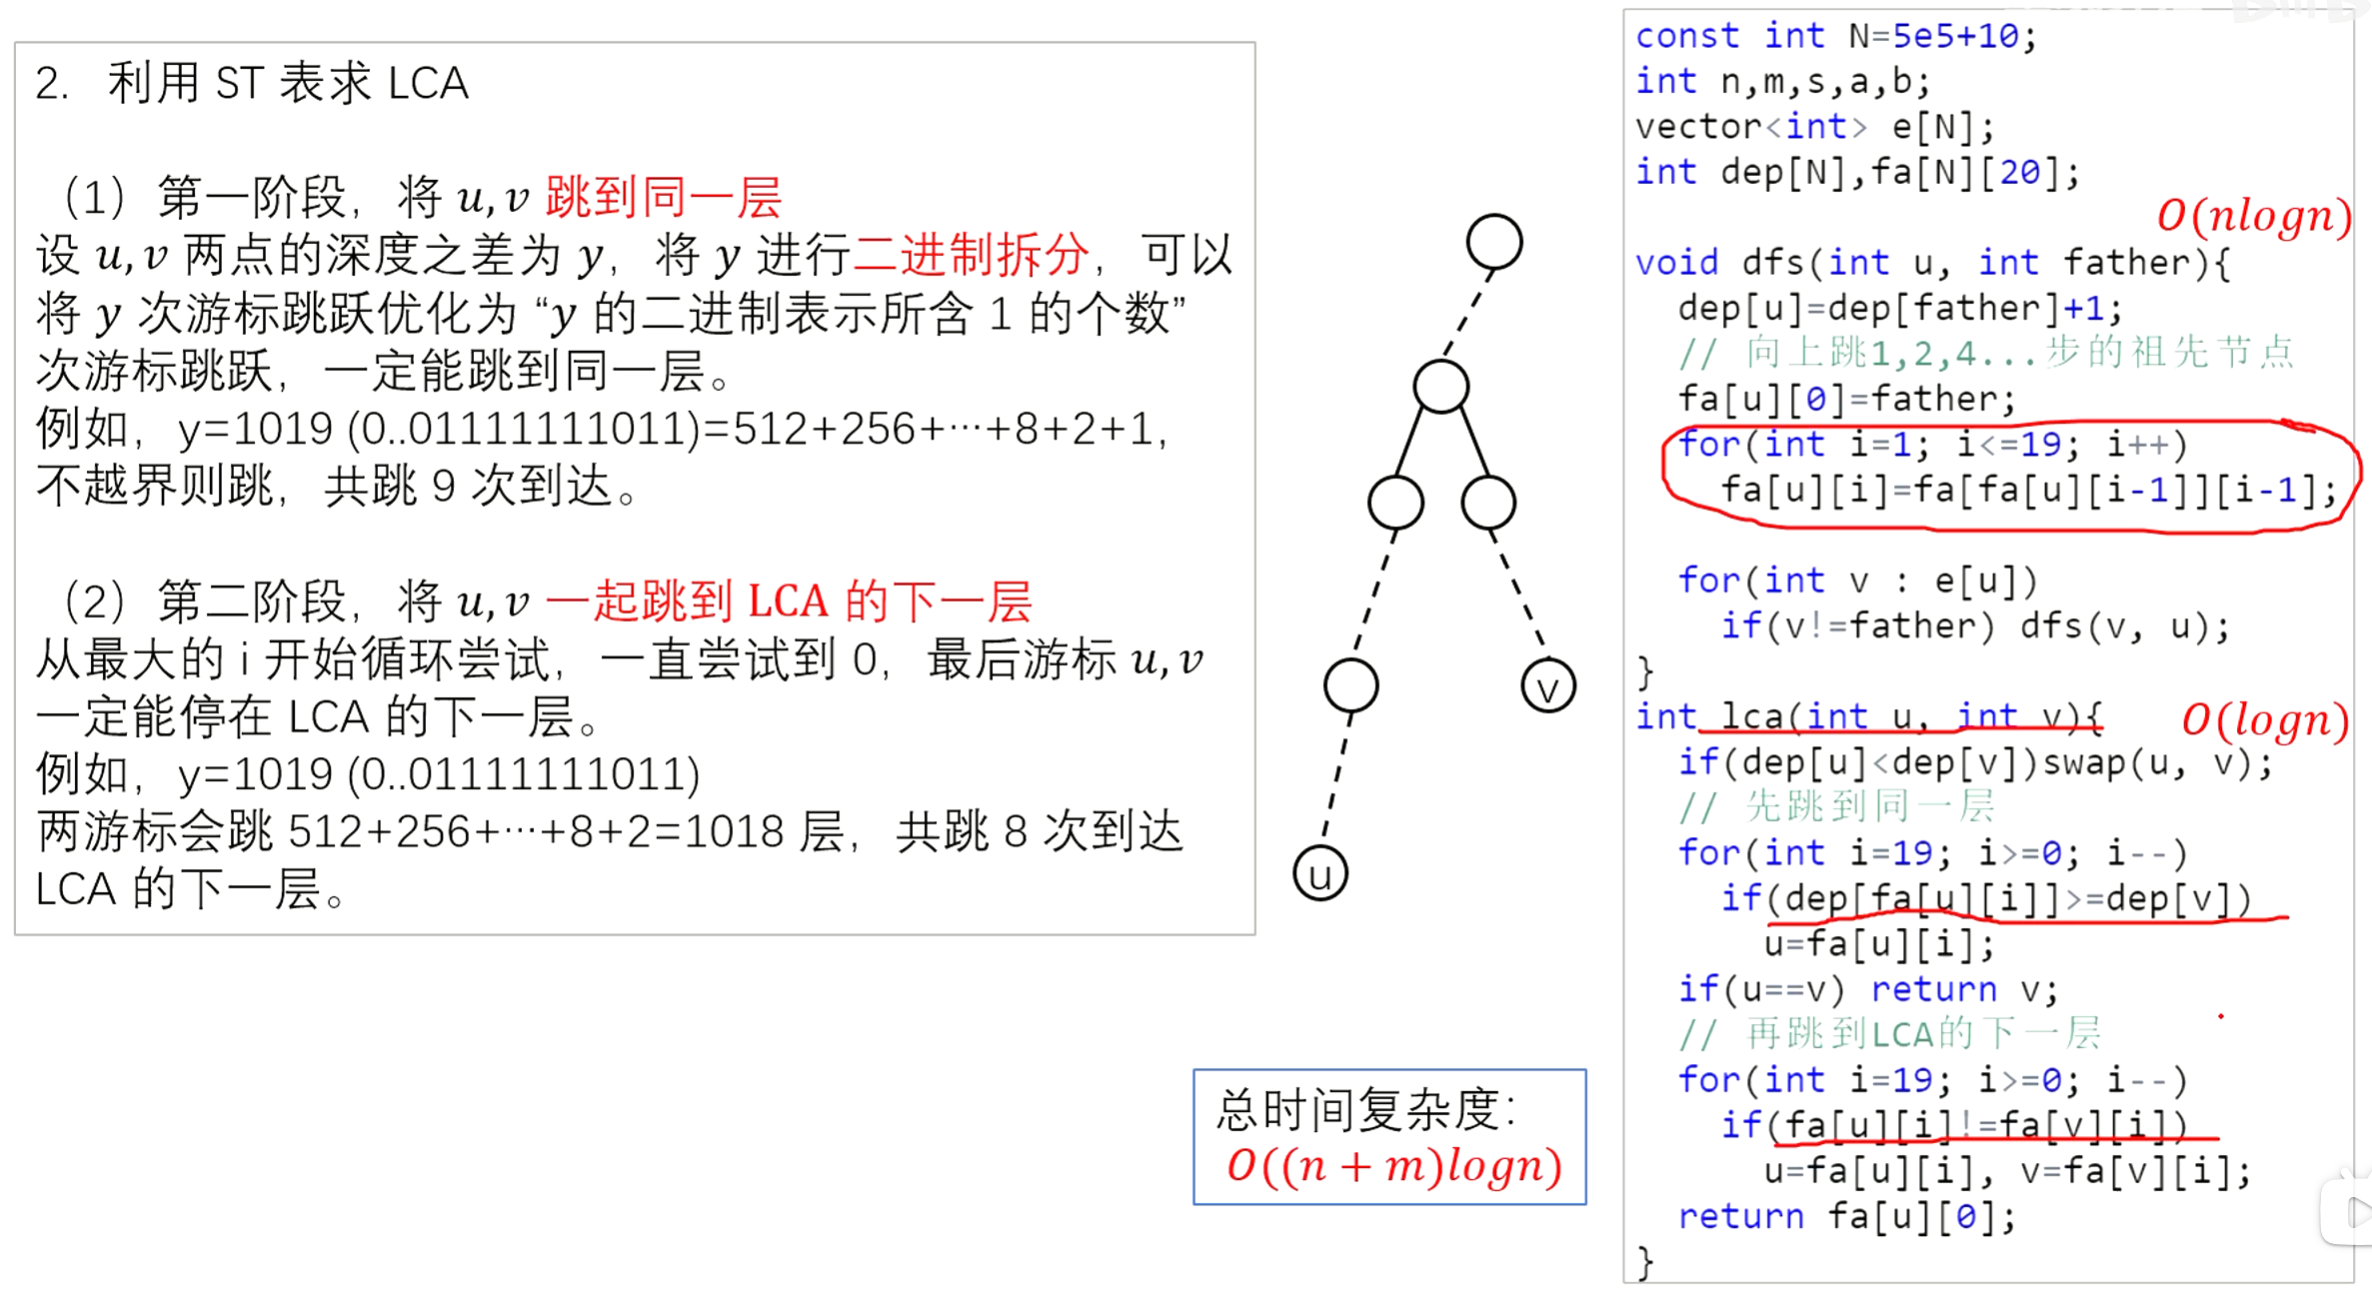 2. 利用 ST 表求 LCA
（1）第一阶段，将 u,v 跳到同一层
设 u,v 两点的深度之差为 y，将 y 进行二进制拆分，可以
将 y 次游标跳跃优化为 “y 的二进制表示所含 1 的个数”
次游标跳跃，一定能跳到同一层。
例如，y=1019 (0..01111111011)=512+256+···+8+2+1,
不越界则跳，共跳 9 次到达。
（2）第二阶段，将 u,v 一起跳到 LCA 的下一层
从最大的 i 开始循环尝试，一直尝试到 0，最后游标 u,v
一定能停在 LCA 的下一层。
例如，y=1019 (0..01111111011)
两游标会跳 512+256+···+8+2=1018 层，共跳 8 次到达
LCA 的下一层。
v
u
总时间复杂度：
O((n + m)logn)
const int N=5e5+10;
int n,m,s,a,b;
vector<int> e[N];
int dep[N],fa[N][20];
O(nlogn)
void dfs(int u, int father){
dep[u]=dep[father]+1;
// 向上跳1,2,4...步的祖先节点
fa[u][0]=father;
for(int i=1; i<=19; i++)
fa[u][i]=fa[fa[u][i-1]][i-1];
for(int v : e[u])
if(v!=father) dfs(v, u);
}
int lca(int u, int v){
O(logn)
if(dep[u]<dep[v])swap(u, v);
// 先跳到同一层
for(int i=19; i>=0; i--)
if(dep[fa[u][i]]>=dep[v])
u=fa[u][i];
if(u==v) return v;
// 再跳到LCA的下一层
for(int i=19; i>=0; i--)
if(fa[u][i]!=fa[v][i])
u=fa[u][i], v=fa[v][i];
return fa[u][0];
}